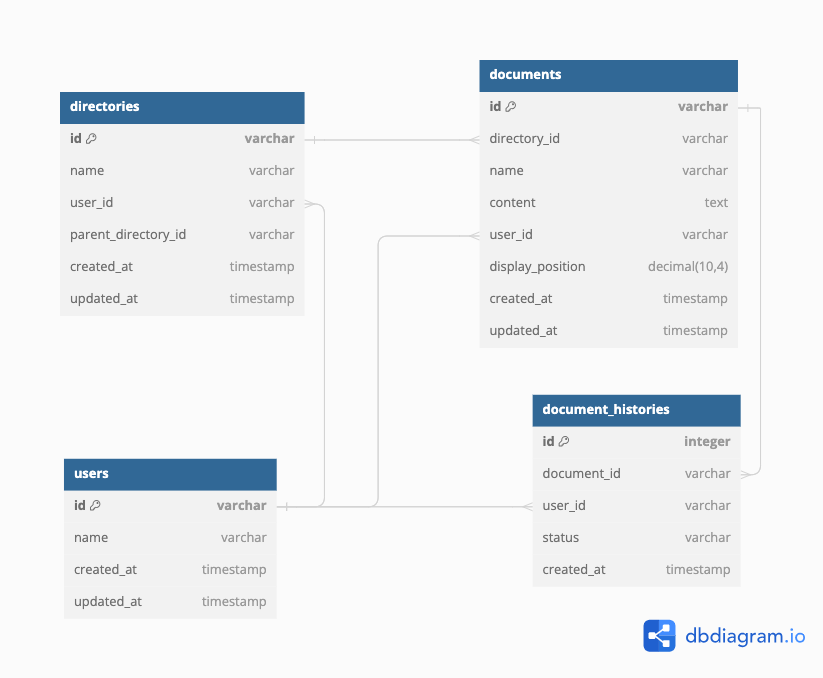 directories
id varchar
name varchar
user_id varchar
parent_directory_id varchar
created_at timestamp
updated_at timestamp
documents
id varchar
directory_id varchar
name varchar
content text
user_id varchar
display_position decimal(10,4)
created_at timestamp
updated_at timestamp
users
id varchar
name varchar
created_at timestamp
updated_at timestamp
document_histories
id integer
document_id varchar
user_id varchar
status varchar
created_at timestamp
dbdiagram.io